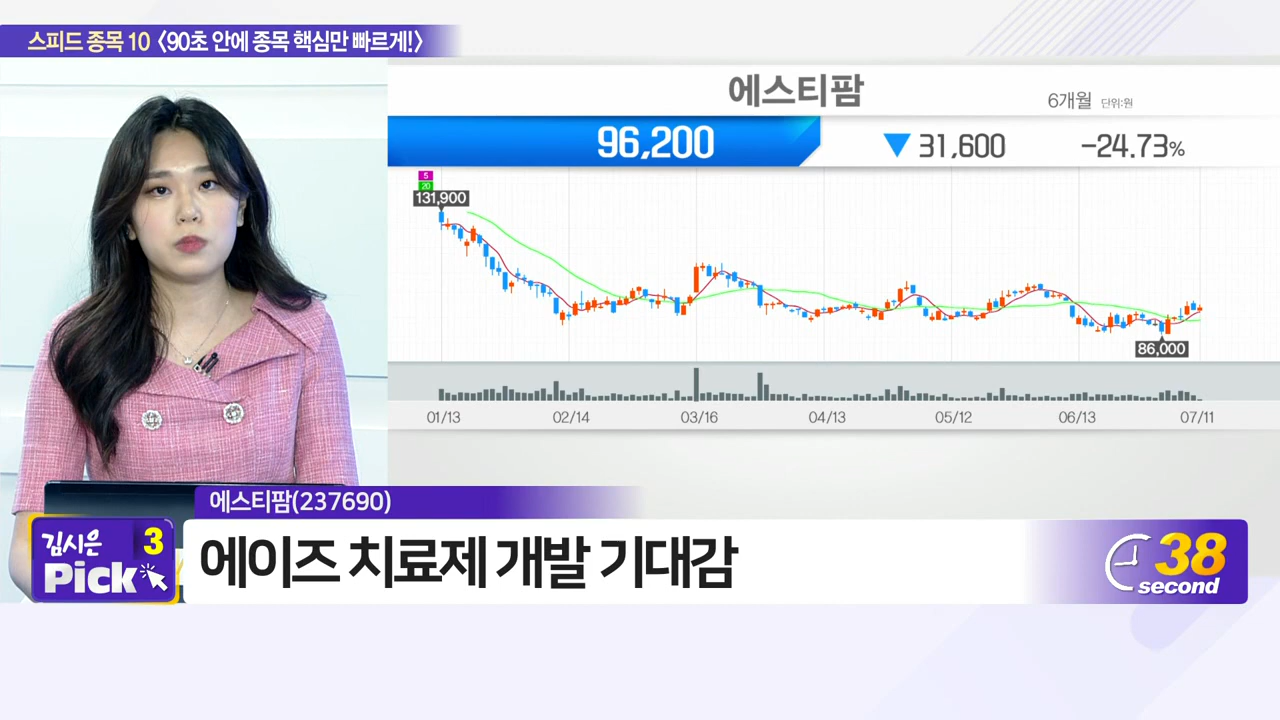 스피드 종목 10 <90초 안에 종목 핵심만 빠르게!>
에스티팜
6개월 단위:원
96,200 ▼ 31,600 -24.73%
5
20
131,900
86,000
01/13 02/14 03/16 04/13 05/12 06/13 07/11
에스티팜(237690)
김시은 3
Pick
에이즈 치료제 개발 기대감
38
second